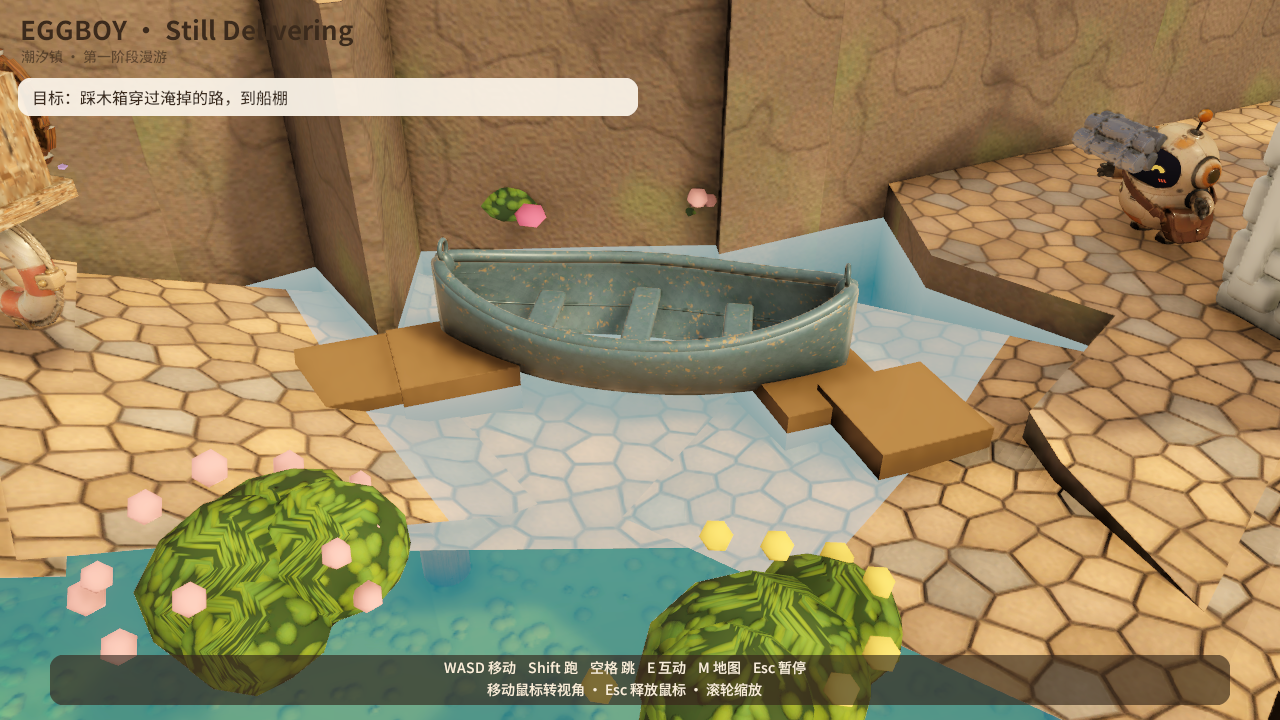 EGGBOY · Still Delivering
潮汐镇 · 第一阶段漫游
目标：踩木箱穿过淹掉的路，到船棚
WASD 移动 Shift 跑 空格 跳 E 互动 M 地图 Esc 暂停
移动鼠标转视角 · Esc 释放鼠标 · 滚轮缩放